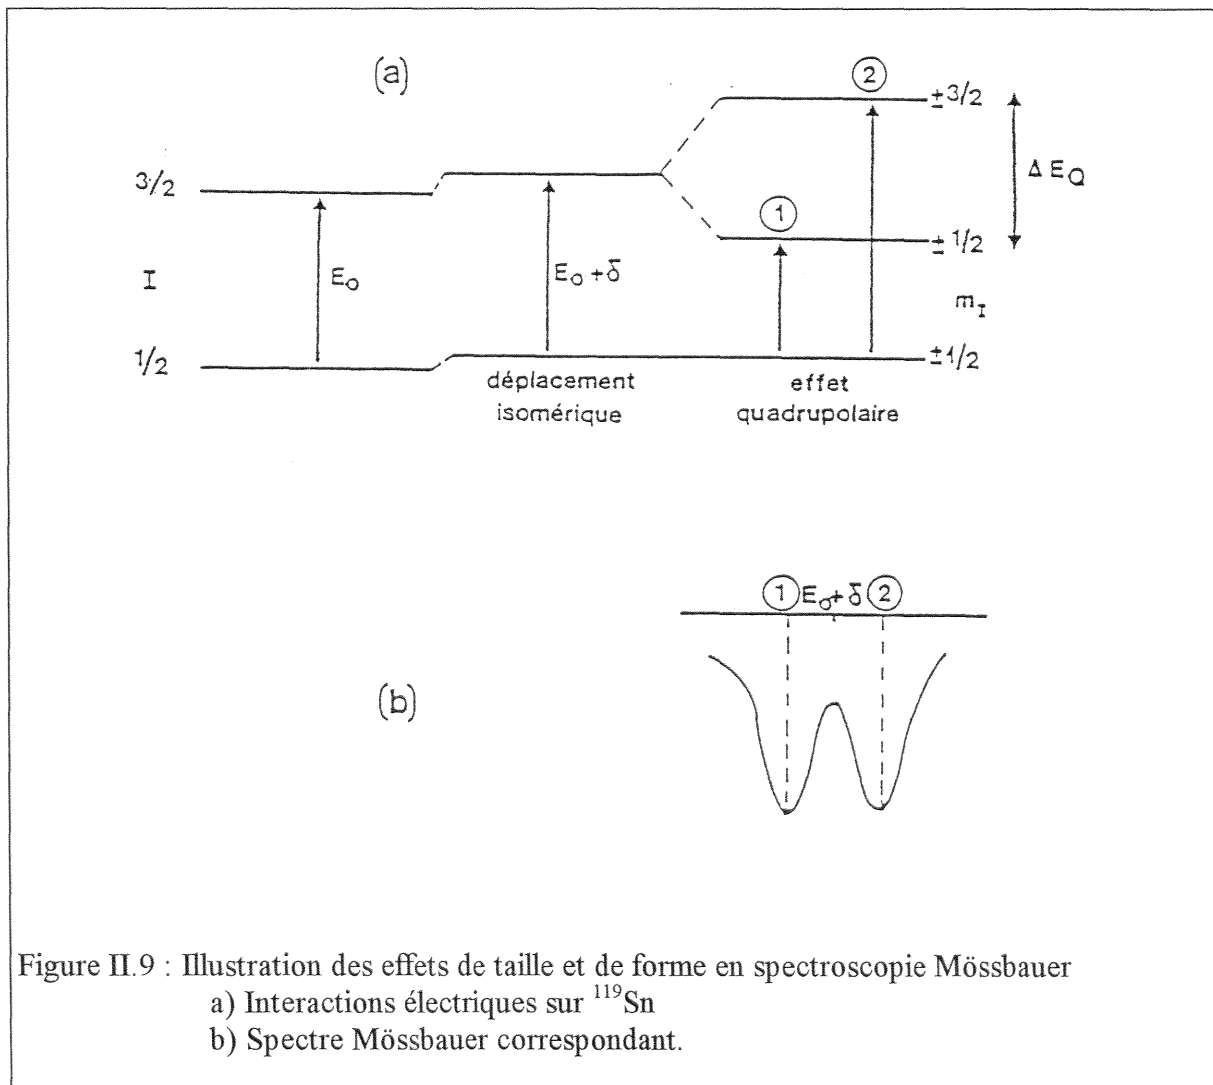 (a)
②
±3/2
3/2
ΔE_Q
①
±1/2
I
E₀
E₀+δ
m_I
1/2
±1/2
déplacement
isomérique
effet
quadrupolaire
① E₀+δ ②
(b)
Figure II.9 : Illustration des effets de taille et de forme en spectroscopie Mössbauer
a) Interactions électriques sur ¹¹⁹Sn
b) Spectre Mössbauer correspondant.